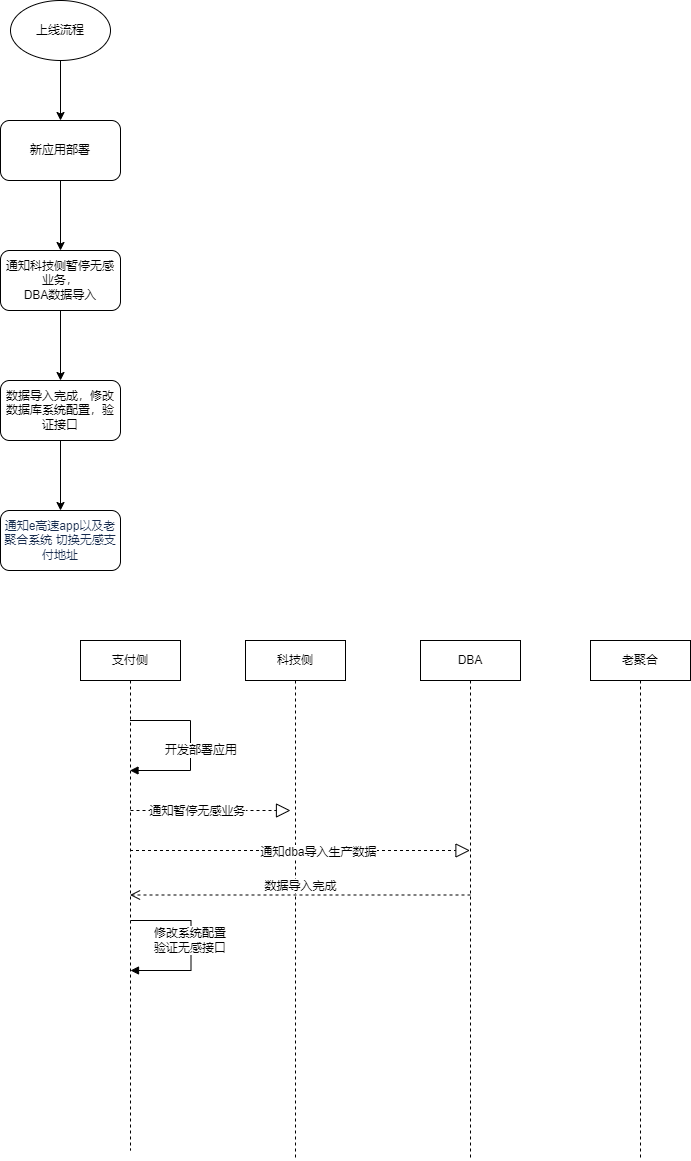 上线流程
新应用部署
通知科技侧暂停无感
业务，
DBA数据导入
数据导入完成，修改
数据库系统配置，验
证接口
通知e高速app以及老
聚合系统 切换无感支
付地址
支付侧
科技侧
DBA
老聚合
开发部署应用
通知暂停无感业务
通知dba导入生产数据
数据导入完成
修改系统配置
验证无感接口